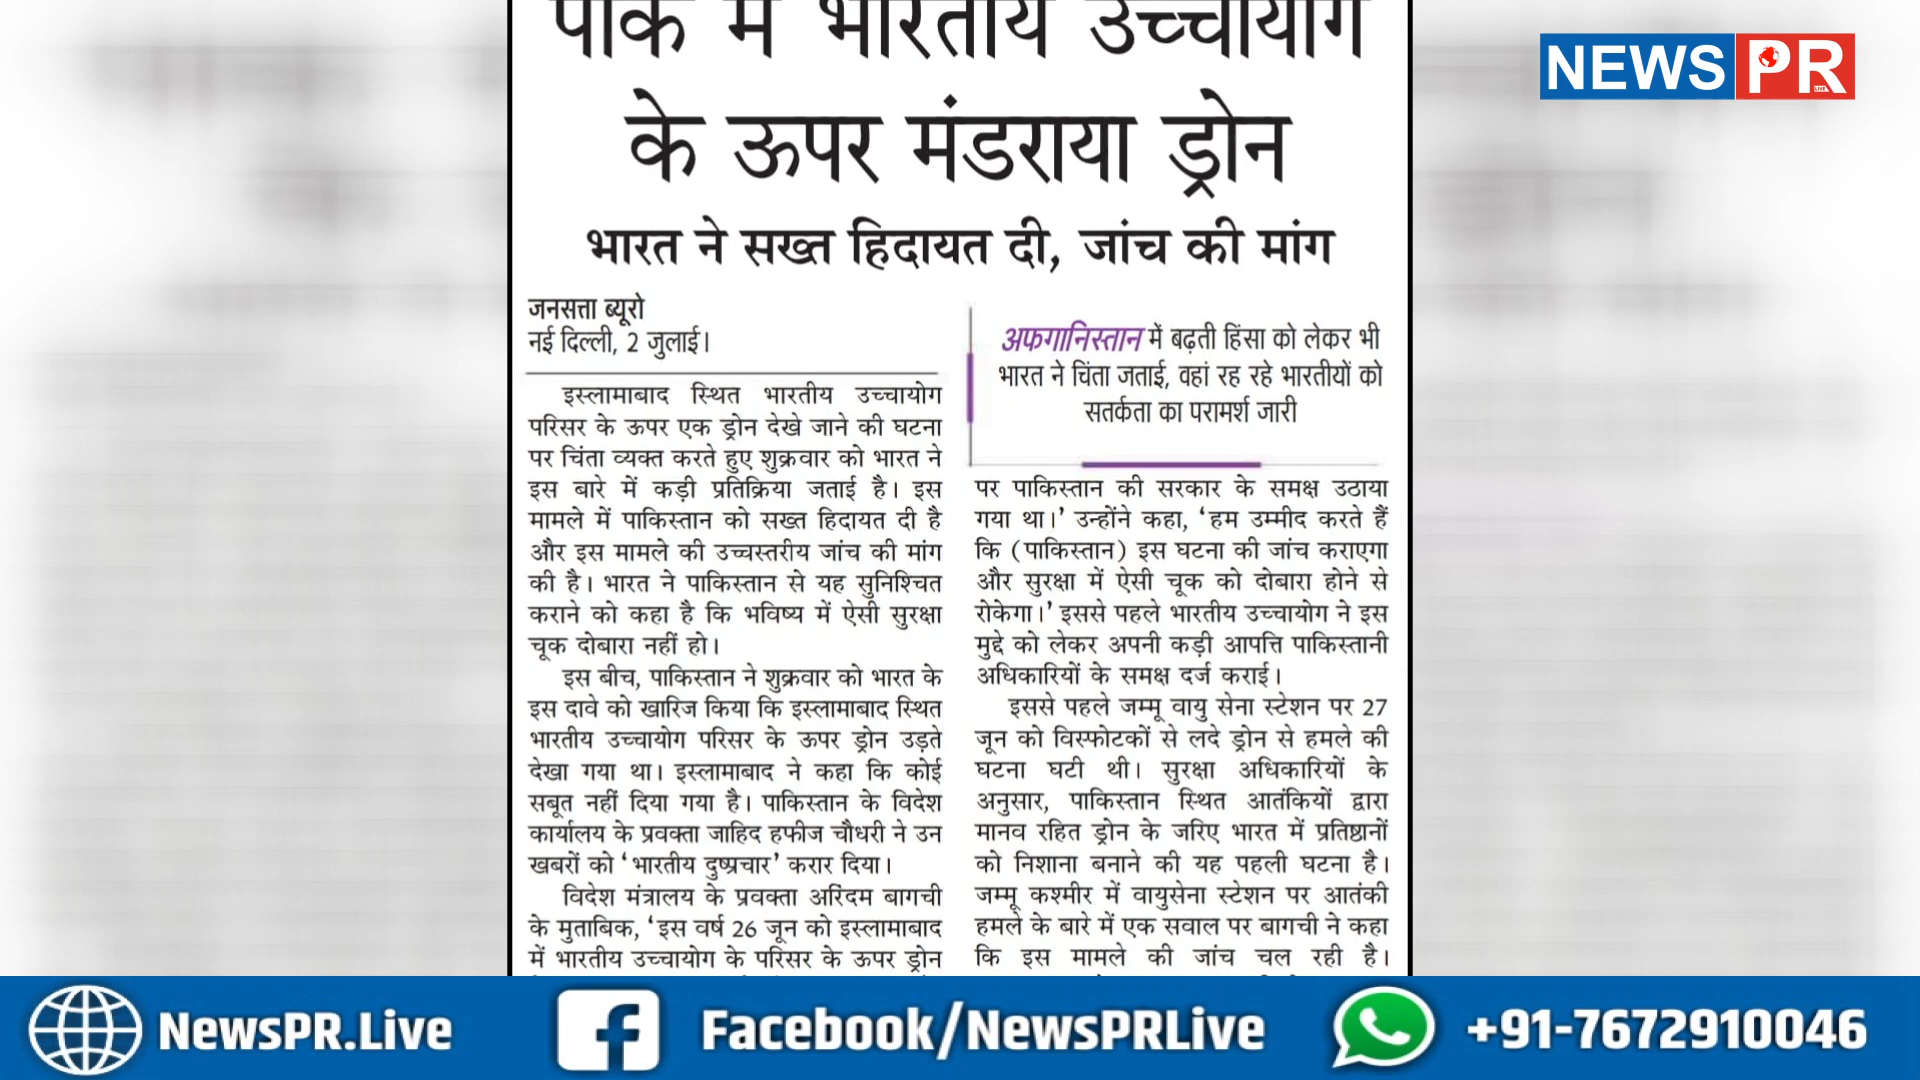 पाक में भारतीय उच्चायोग
के ऊपर मंडराया ड्रोन
भारत ने सख्त हिदायत दी, जांच की मांग
जनसत्ता ब्यूरो
नई दिल्ली, 2 जुलाई।
इस्लामाबाद स्थित भारतीय उच्चायोग
परिसर के ऊपर एक ड्रोन देखे जाने की घटना
पर चिंता व्यक्त करते हुए शुक्रवार को भारत ने
इस बारे में कड़ी प्रतिक्रिया जताई है। इस
मामले में पाकिस्तान को सख्त हिदायत दी है
और इस मामले की उच्चस्तरीय जांच की मांग
की है। भारत ने पाकिस्तान से यह सुनिश्चित
कराने को कहा है कि भविष्य में ऐसी सुरक्षा
चूक दोबारा नहीं हो।
इस बीच, पाकिस्तान ने शुक्रवार को भारत के
इस दावे को खारिज किया कि इस्लामाबाद स्थित
भारतीय उच्चायोग परिसर के ऊपर ड्रोन उड़ते
देखा गया था। इस्लामाबाद ने कहा कि कोई
सबूत नहीं दिया गया है। पाकिस्तान के विदेश
कार्यालय के प्रवक्ता जाहिद हफीज चौधरी ने उन
खबरों को ‘भारतीय दुष्प्रचार’ करार दिया।
विदेश मंत्रालय के प्रवक्ता अरिंदम बागची
के मुताबिक, ‘इस वर्ष 26 जून को इस्लामाबाद
में भारतीय उच्चायोग के परिसर के ऊपर ड्रोन
अफगानिस्तान में बढ़ती हिंसा को लेकर भी
भारत ने चिंता जताई, वहां रह रहे भारतीयों को
सतर्कता का परामर्श जारी
पर पाकिस्तान की सरकार के समक्ष उठाया
गया था।’ उन्होंने कहा, ‘हम उम्मीद करते हैं
कि (पाकिस्तान) इस घटना की जांच कराएगा
और सुरक्षा में ऐसी चूक को दोबारा होने से
रोकेगा।’ इससे पहले भारतीय उच्चायोग ने इस
मुद्दे को लेकर अपनी कड़ी आपत्ति पाकिस्तानी
अधिकारियों के समक्ष दर्ज कराई।
इससे पहले जम्मू वायु सेना स्टेशन पर 27
जून को विस्फोटकों से लदे ड्रोन से हमले की
घटना घटी थी। सुरक्षा अधिकारियों के
अनुसार, पाकिस्तान स्थित आतंकियों द्वारा
मानव रहित ड्रोन के जरिए भारत में प्रतिष्ठानों
को निशाना बनाने की यह पहली घटना है।
जम्मू कश्मीर में वायुसेना स्टेशन पर आतंकी
हमले के बारे में एक सवाल पर बागची ने कहा
कि इस मामले की जांच चल रही है।
NEWS PR
NewsPR.Live
Facebook/NewsPRLive
+91-7672910046